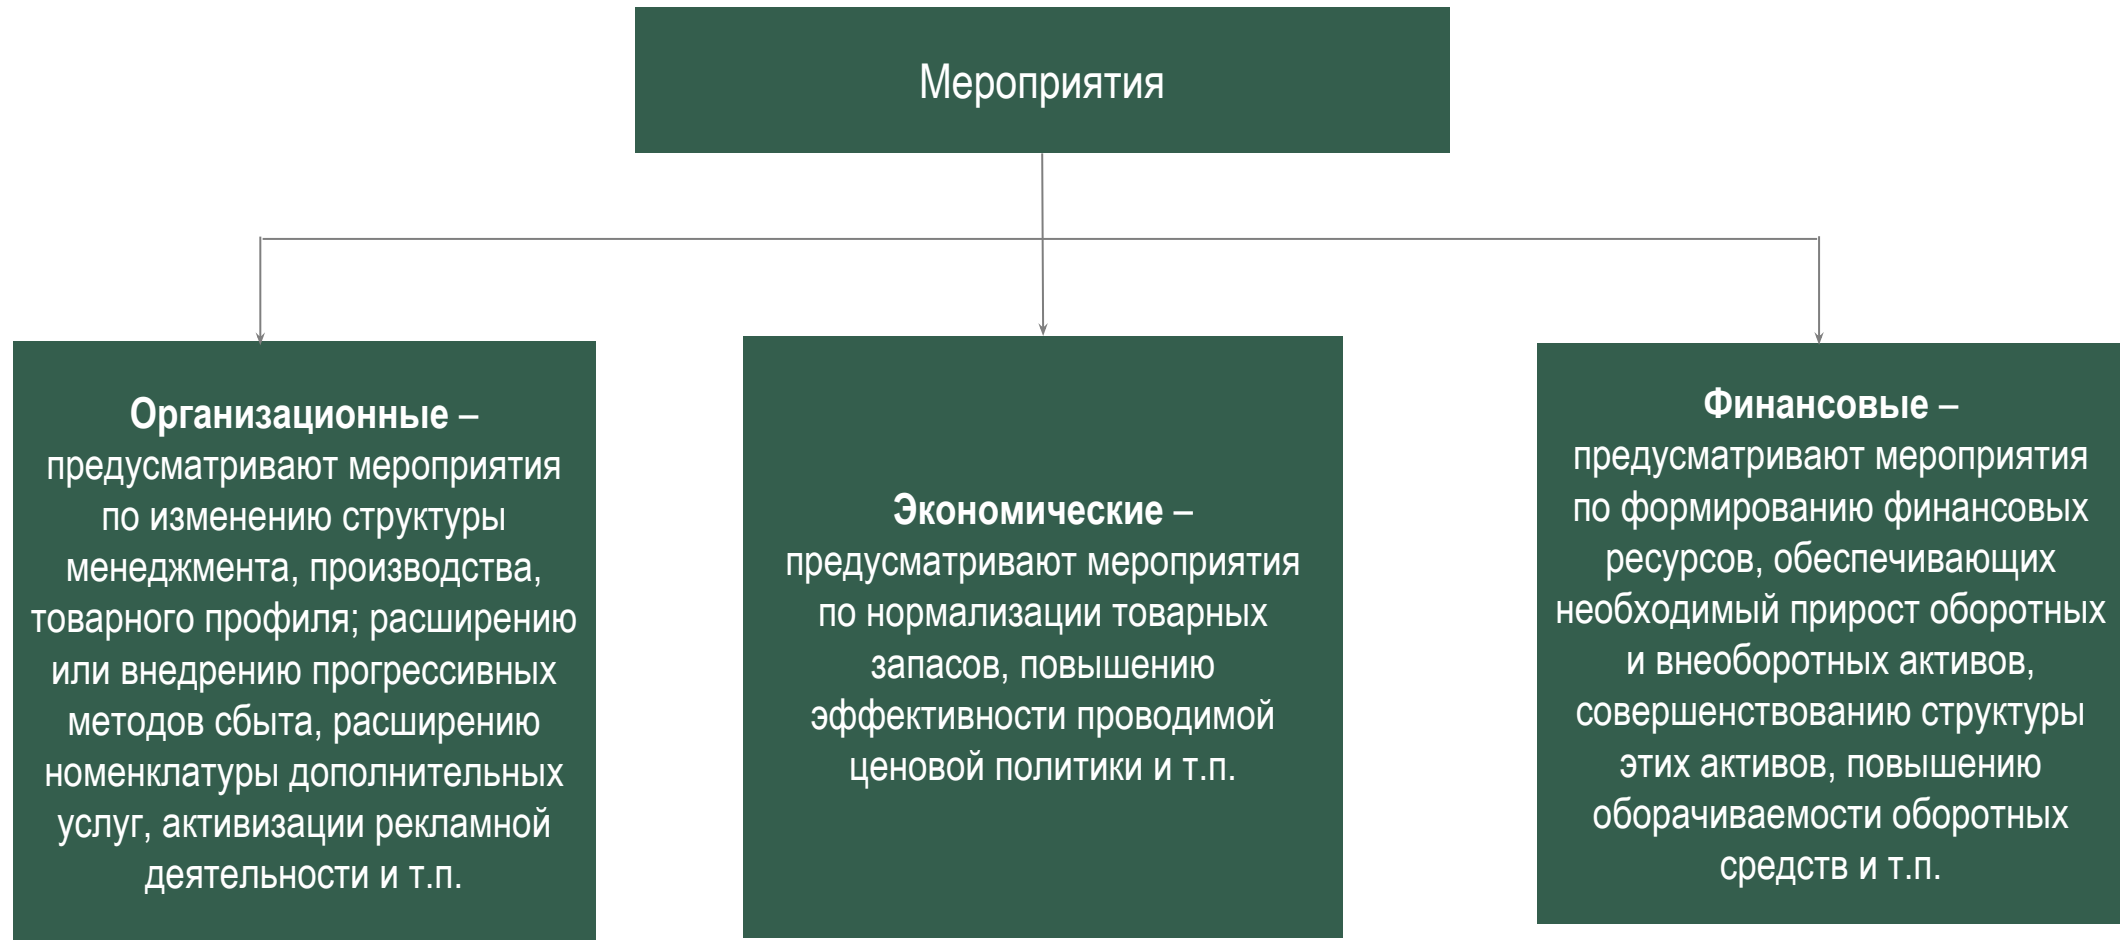 Мероприятия
Организационные –
предусматривают мероприятия
по изменению структуры
менеджмента, производства,
товарного профиля; расширению
или внедрению прогрессивных
методов сбыта, расширению
номенклатуры дополнительных
услуг, активизации рекламной
деятельности и т.п.
Экономические –
предусматривают мероприятия
по нормализации товарных
запасов, повышению
эффективности проводимой
ценовой политики и т.п.
Финансовые –
предусматривают мероприятия
по формированию финансовых
ресурсов, обеспечивающих
необходимый прирост оборотных
и внеоборотных активов,
совершенствованию структуры
этих активов, повышению
оборачиваемости оборотных
средств и т.п.